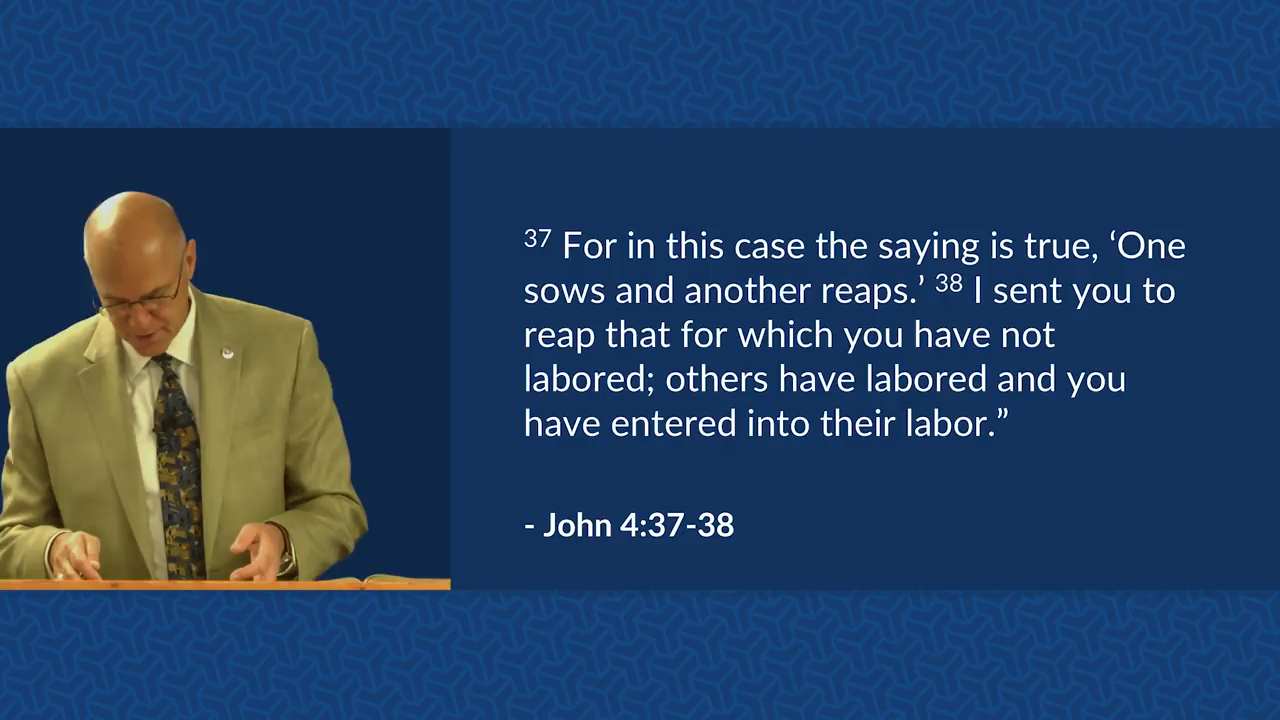 ³⁷ For in this case the saying is true, ‘One
sows and another reaps.’ ³⁸ I sent you to
reap that for which you have not
labored; others have labored and you
have entered into their labor.”
- John 4:37-38